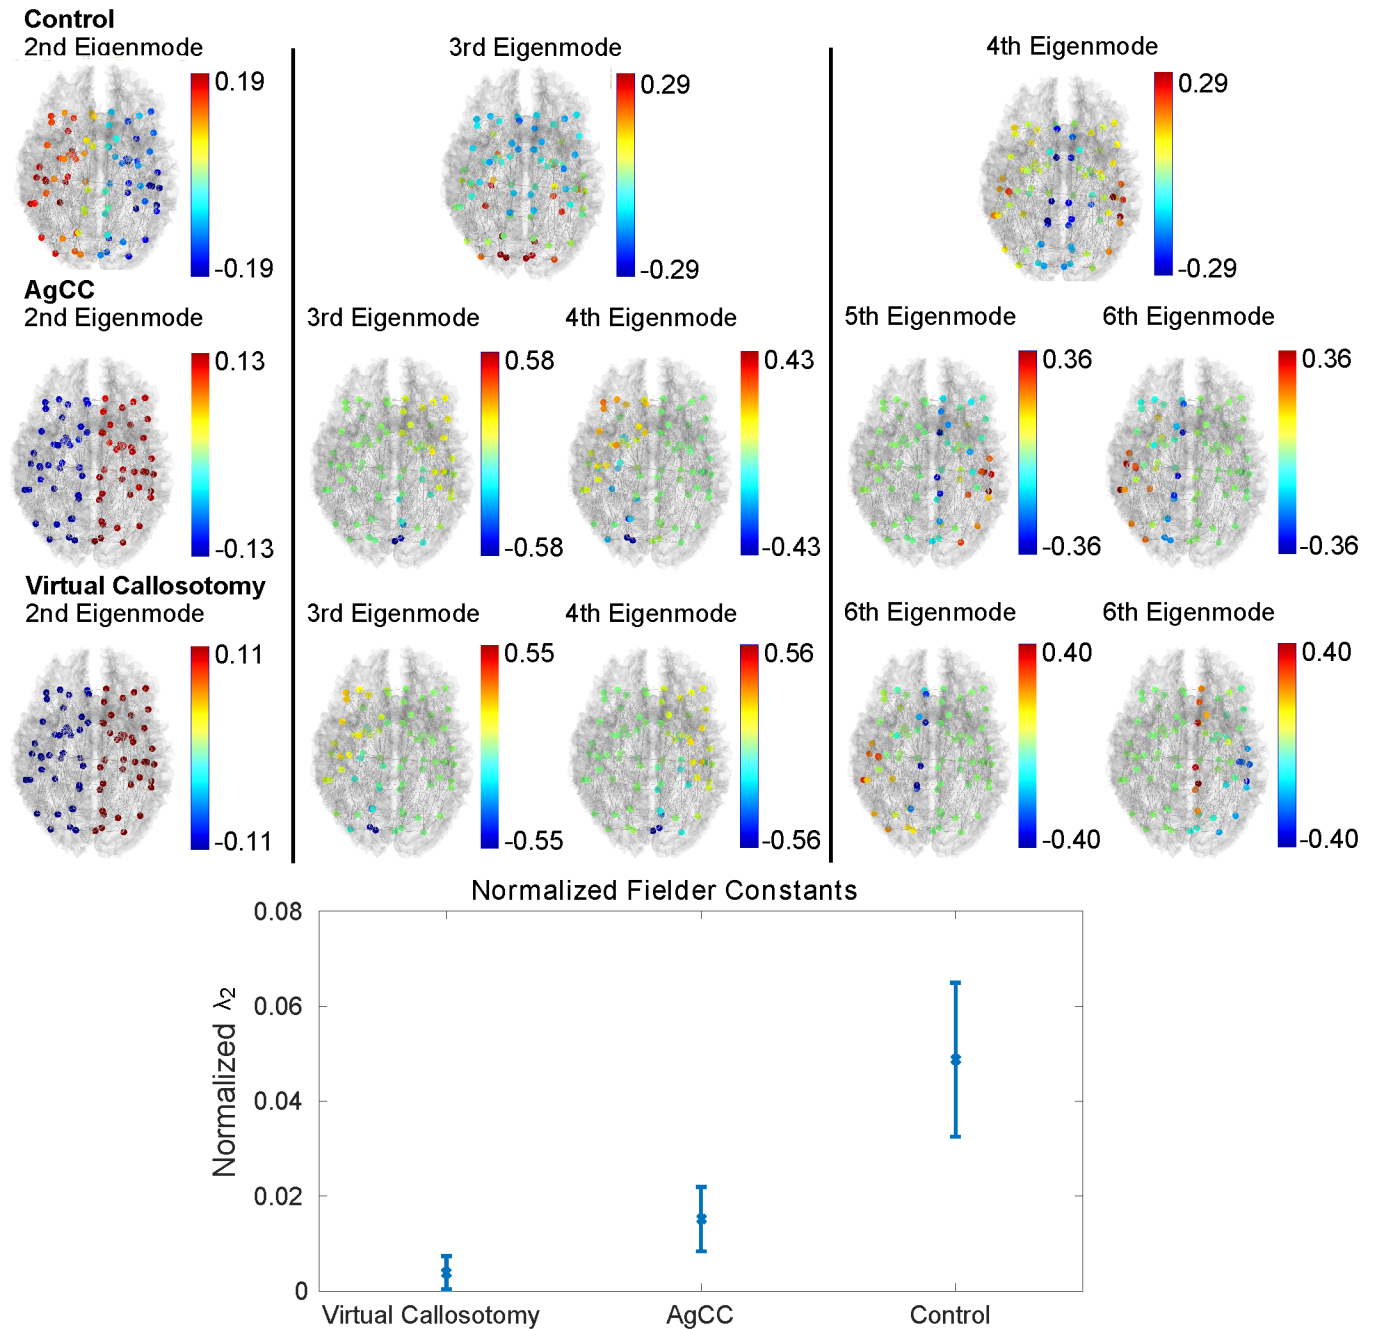 Control
2nd Eigenmode
3rd Eigenmode
4th Eigenmode
0.19
-0.19
0.29
-0.29
0.29
-0.29
AgCC
2nd Eigenmode
3rd Eigenmode
4th Eigenmode
5th Eigenmode
6th Eigenmode
0.13
-0.13
0.58
-0.58
0.43
-0.43
0.36
-0.36
0.36
-0.36
Virtual Callosotomy
2nd Eigenmode
3rd Eigenmode
4th Eigenmode
6th Eigenmode
6th Eigenmode
0.11
-0.11
0.55
-0.55
0.56
-0.56
0.40
-0.40
0.40
-0.40
Normalized Fielder Constants
Normalized λ2
0.08
0.06
0.04
0.02
0
Virtual Callosotomy
AgCC
Control